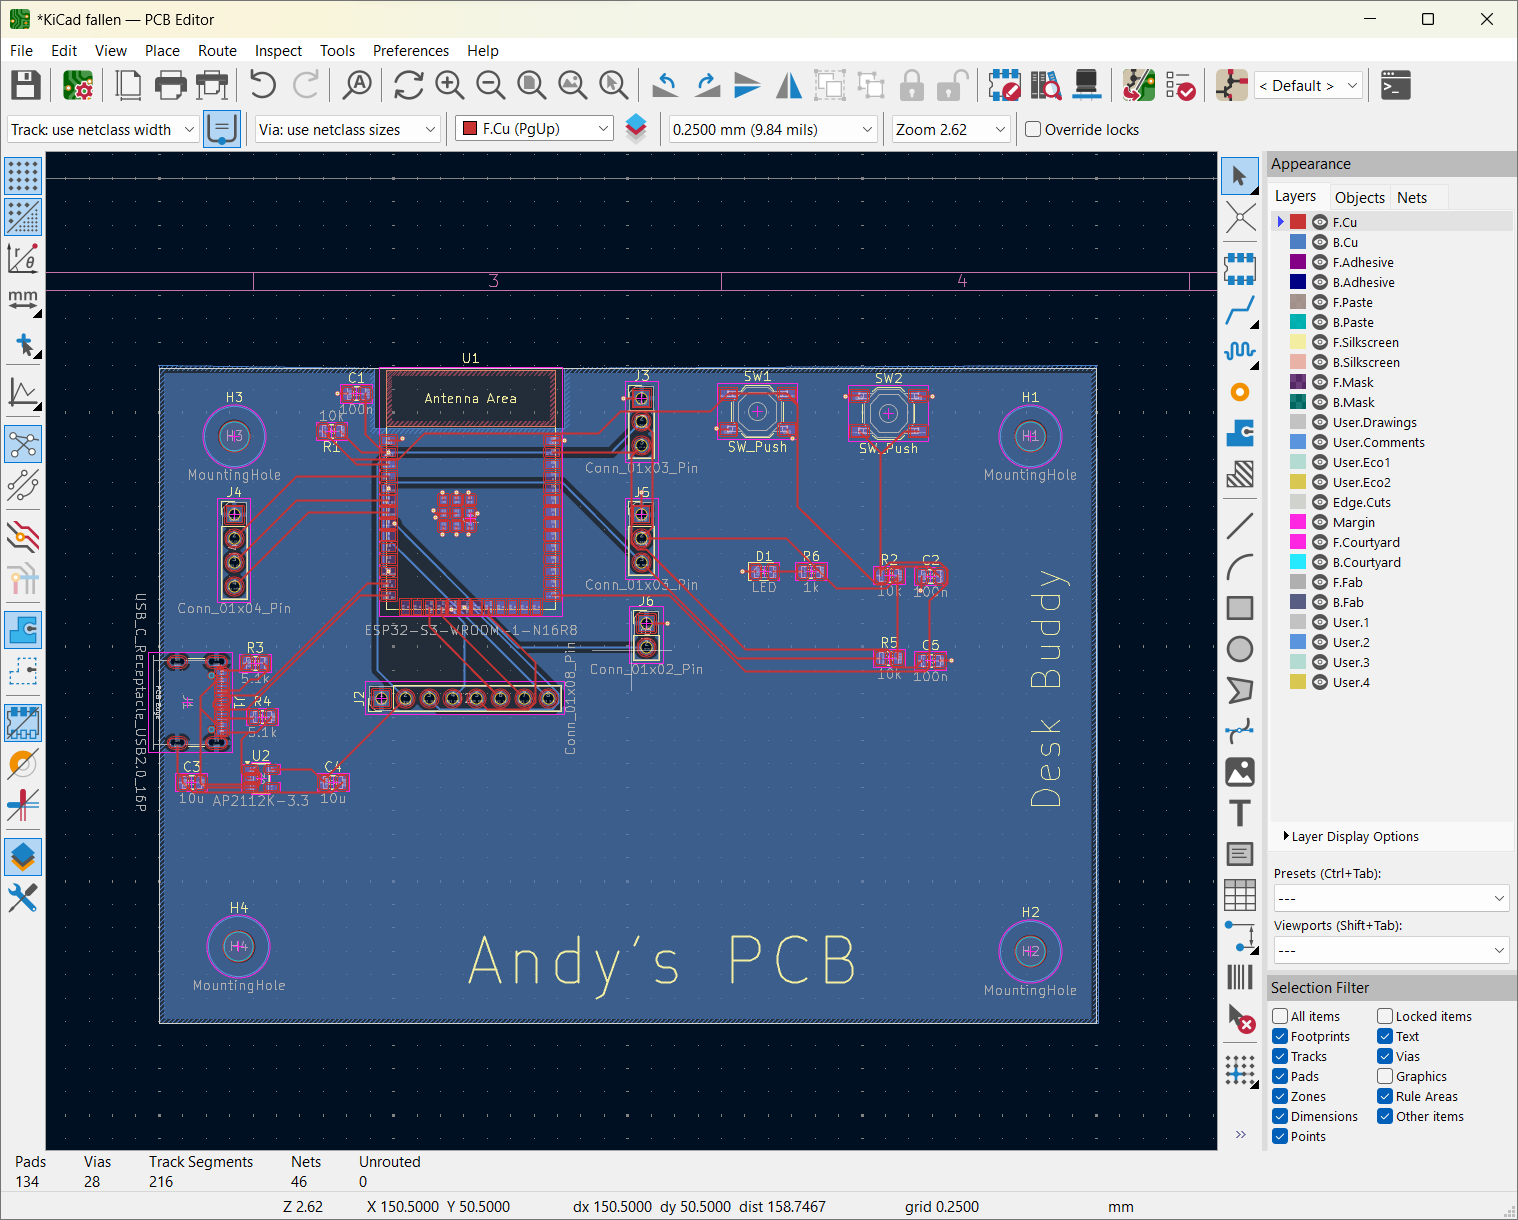 *KiCad fallen — PCB Editor
File Edit View Place Route Inspect Tools Preferences Help
< Default >
Track: use netclass width
Via: use netclass sizes
F.Cu (PgUp)
0.2500 mm (9.84 mils)
Zoom 2.62
Override locks
mm
3
4
U1
Antenna Area
C1
100n
10k
R1
H3
H3
MountingHole
J3
Conn_01x03_Pin
SW1
SW_Push
SW2
SW_Push
H1
H1
MountingHole
J4
Conn_01x04_Pin
J5
Conn_01x03_Pin
D1
LED
R6
1k
R2
10k
C2
100n
J6
Conn_01x02_Pin
ESP32-S3-WROOM-1-N16R8
R5
10k
C5
100n
R3
5.1k
R4
5.1k
J1
PCB Edge
USB_C_Receptacle_USB2.0_16P
J2
Conn_01x08_Pin
U2
AP2112K-3.3
C3
10u
C4
10u
Desk Buddy
H4
H4
MountingHole
Andy's PCB
H2
H2
MountingHole
Appearance
Layers Objects Nets
F.Cu
B.Cu
F.Adhesive
B.Adhesive
F.Paste
B.Paste
F.Silkscreen
B.Silkscreen
F.Mask
B.Mask
User.Drawings
User.Comments
User.Eco1
User.Eco2
Edge.Cuts
Margin
F.Courtyard
B.Courtyard
F.Fab
B.Fab
User.1
User.2
User.3
User.4
Layer Display Options
Presets (Ctrl+Tab):
---
Viewports (Shift+Tab):
---
Selection Filter
All items Locked items
Footprints Text
Tracks Vias
Pads Graphics
Zones Rule Areas
Dimensions Other items
Points
Pads Vias Track Segments Nets Unrouted
134 28 216 46 0
Z 2.62 X 150.5000 Y 50.5000 dx 150.5000 dy 50.5000 dist 158.7467 grid 0.2500 mm